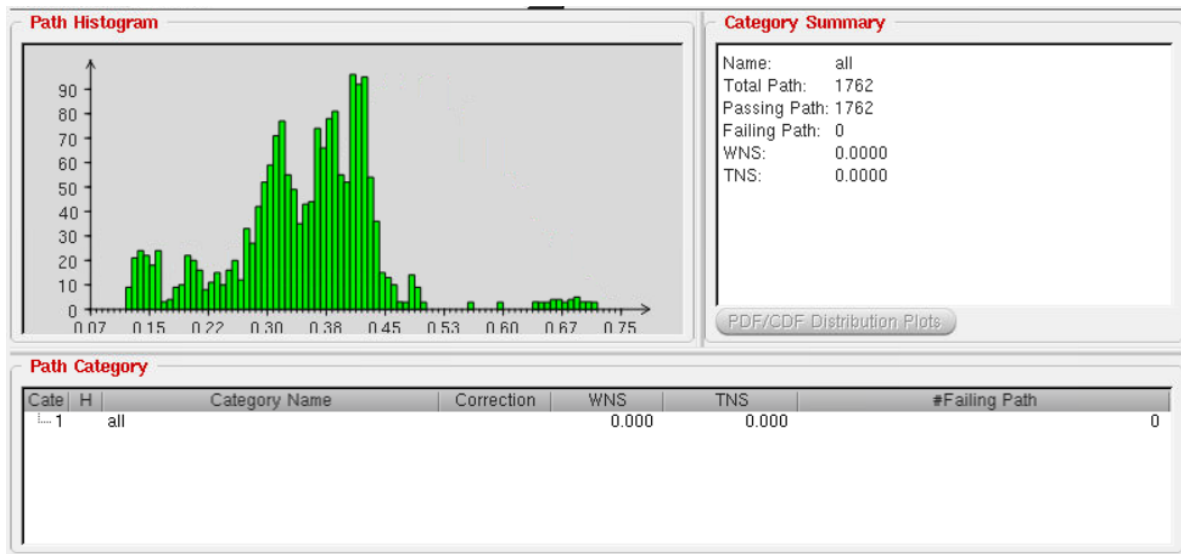 Path Histogram
90
80
70
60
50
40
30
20
10
0
0.07 0.15 0.22 0.30 0.38 0.45 0.53 0.60 0.67 0.75
Category Summary
Name: all
Total Path: 1762
Passing Path: 1762
Failing Path: 0
WNS: 0.0000
TNS: 0.0000
PDF/CDF Distribution Plots
Path Category
Cate H Category Name Correction WNS TNS #Failing Path
1 all 0.000 0.000 0